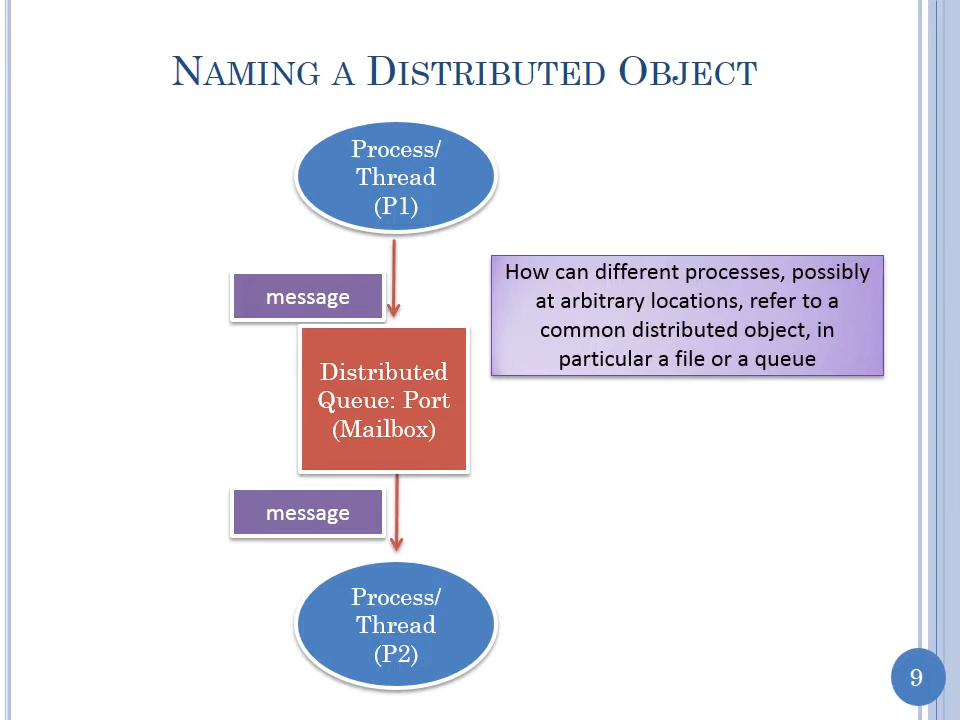 NAMING A DISTRIBUTED OBJECT
Process/
Thread
(P1)
message
How can different processes, possibly
at arbitrary locations, refer to a
common distributed object, in
particular a file or a queue
Distributed
Queue: Port
(Mailbox)
message
Process/
Thread
(P2)
9